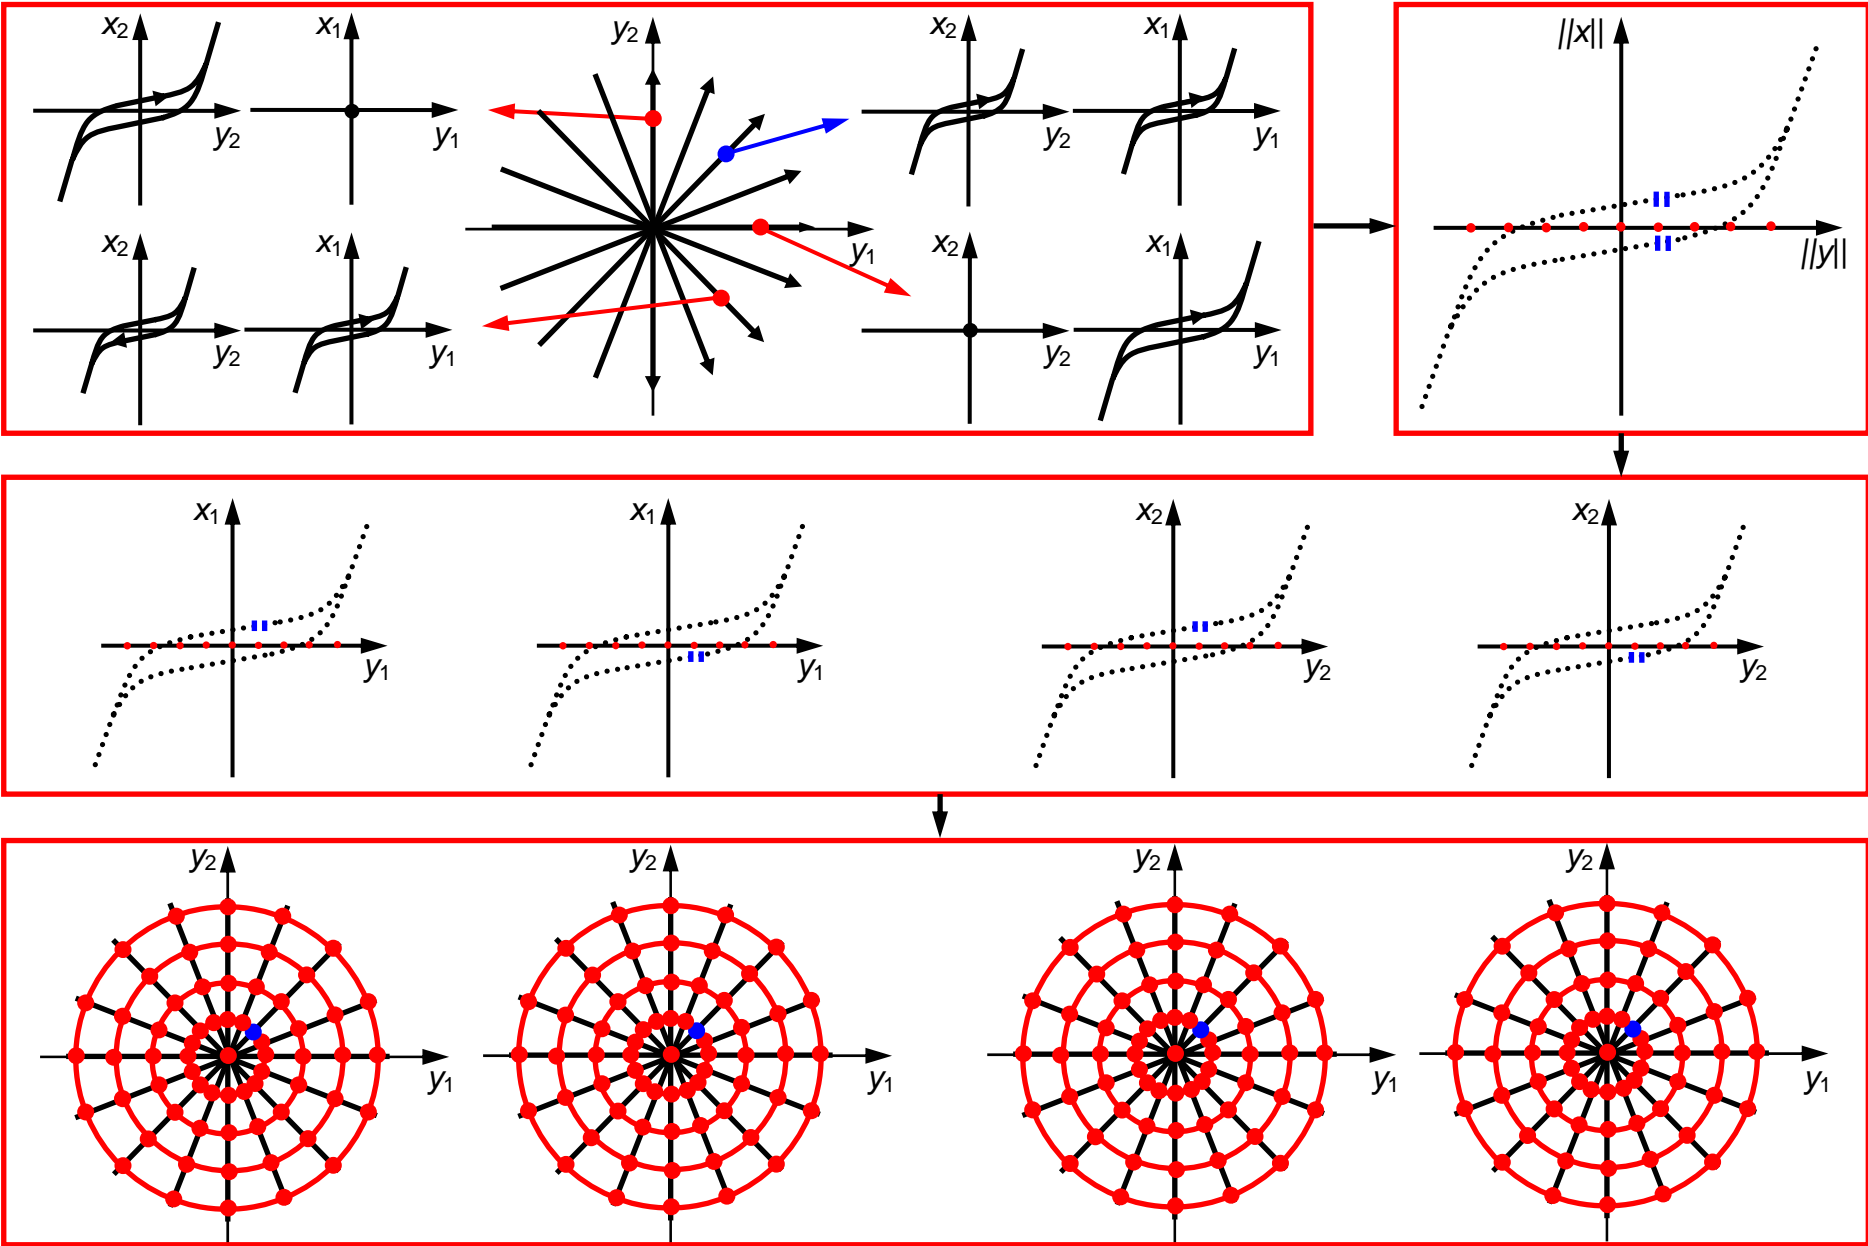 x₂ x₁ y₂ x₂ x₁ ||x||
y₂ y₁ y₁ y₂ y₁
x₂ x₁ x₂ x₁ ||y||
y₂ y₁ y₂ y₁
x₁ x₁ x₂ x₂
y₁ y₁ y₂ y₂
y₂ y₂ y₂ y₂
y₁ y₁ y₁ y₁